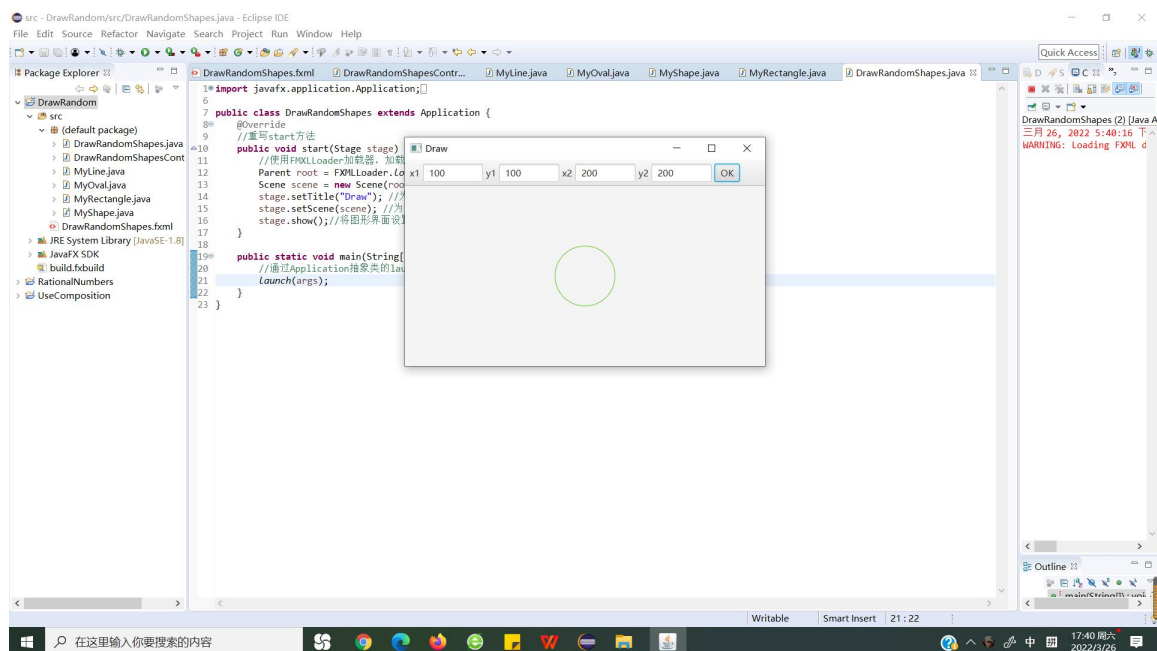 src - DrawRandom/src/DrawRandomShapes.java - Eclipse IDE
File Edit Source Refactor Navigate Search Project Run Window Help
Quick Access
Package Explorer
DrawRandom
src
(default package)
DrawRandomShapes.java
DrawRandomShapesCont
MyLine.java
MyOval.java
MyRectangle.java
MyShape.java
DrawRandomShapes.fxml
JRE System Library [JavaSE-1.8]
JavaFX SDK
build.fxbuild
RationalNumbers
UseComposition
DrawRandomShapes.fxml DrawRandomShapesContr... MyLine.java MyOval.java MyShape.java MyRectangle.java DrawRandomShapes.java
1 import javafx.application.Application;
6
7 public class DrawRandomShapes extends Application {
8 @Override
9 //重写start方法
10 public void start(Stage stage)
11 //使用FMXLLoader加载器，加载
12 Parent root = FXMLLoader.lo
13 Scene scene = new Scene(roo
14 stage.setTitle("Draw"); //为
15 stage.setScene(scene); //为
16 stage.show();//将图形界面设
17 }
18
19 public static void main(String[
20 //通过Application抽象类的lau
21 launch(args);
22 }
23 }
Draw
x1 100 y1 100 x2 200 y2 200 OK
D S C
DrawRandomShapes (2) [Java A
三月 26, 2022 5:40:16 下
WARNING: Loading FXML d
Outline
main(String[]) : voi
Writable Smart Insert 21 : 22
在这里输入你要搜索的内容
中
拼
17:40 周六
2022/3/26